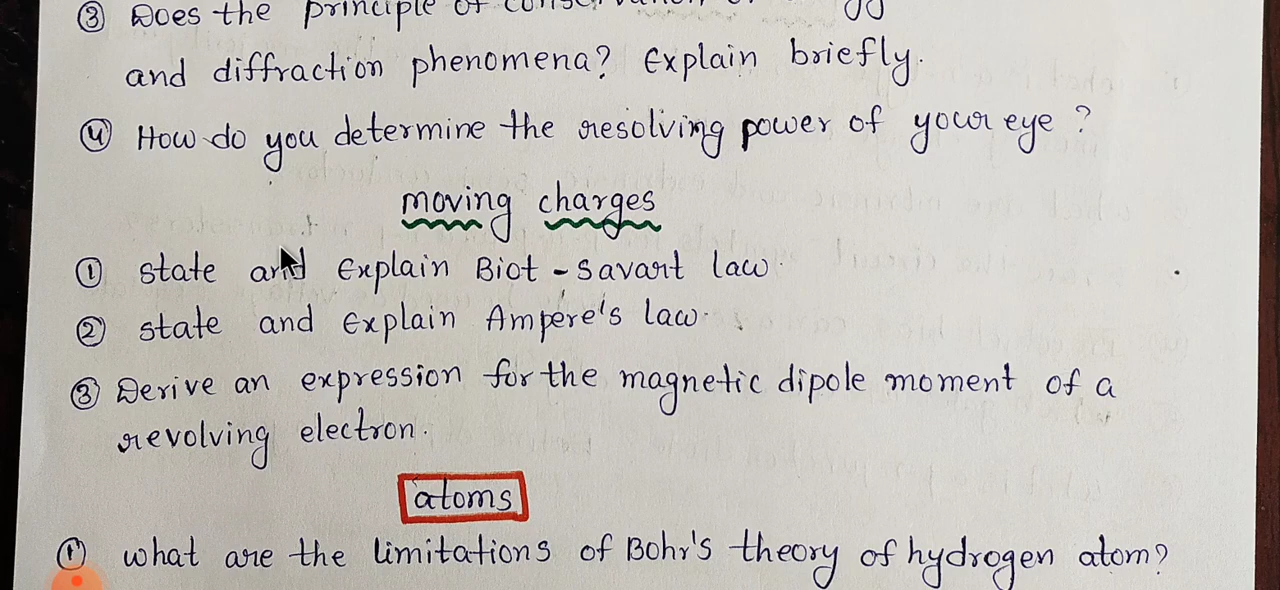 ③ Does the principle of
and diffraction phenomena? Explain briefly.
④ How do you determine the resolving power of your eye ?
moving charges
① state and Explain Biot - savart law.
② state and Explain Ampére's law.
③ Derive an expression for the magnetic dipole moment of a
revolving electron.
atoms
① what are the limitations of Bohr's theory of hydrogen atom?